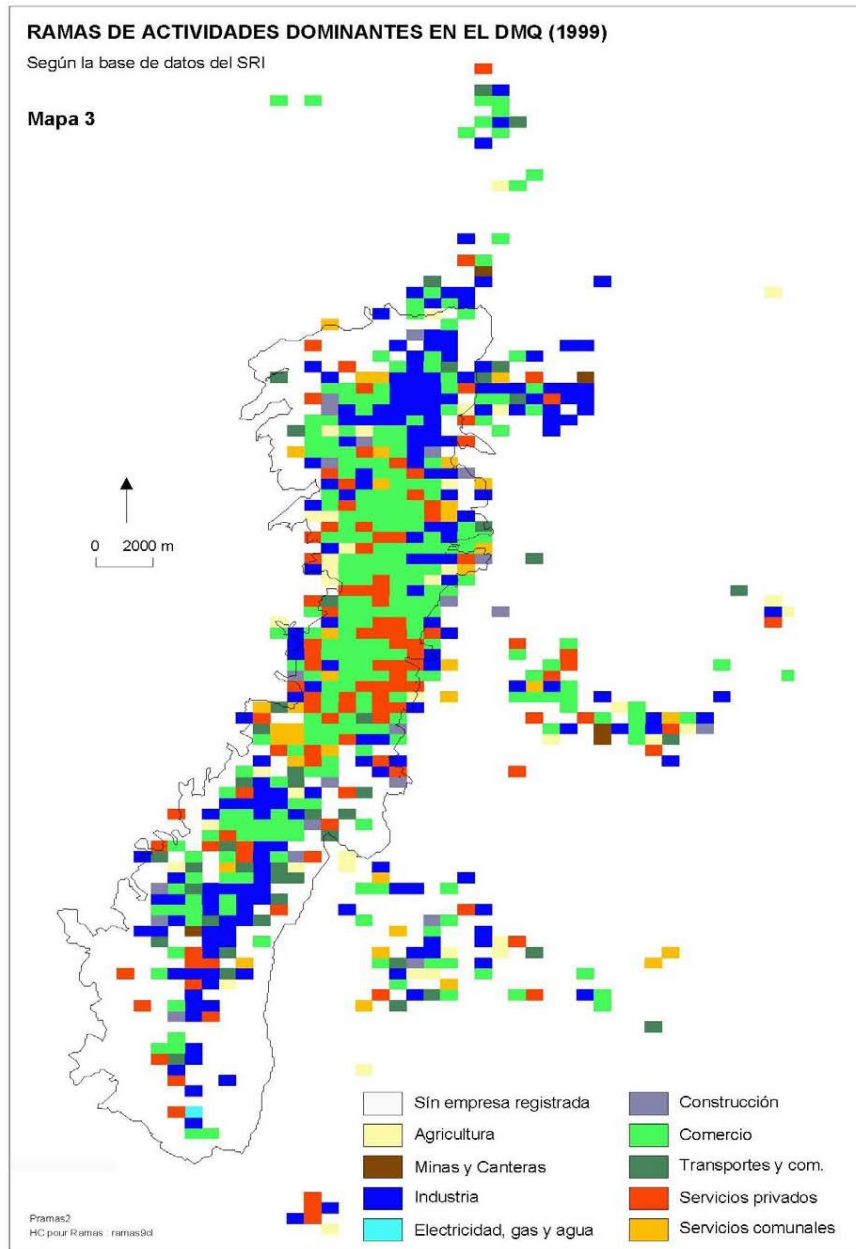 RAMAS DE ACTIVIDADES DOMINANTES EN EL DMQ (1999)
Según la base de datos del SRI
Mapa 3
0 2000 m
Sín empresa registrada
Agricultura
Minas y Canteras
Industria
Electricidad, gas y agua
Construcción
Comercio
Transportes y com.
Servicios privados
Servicios comunales
Pramas2
HC pour Ramas : ramas9cl